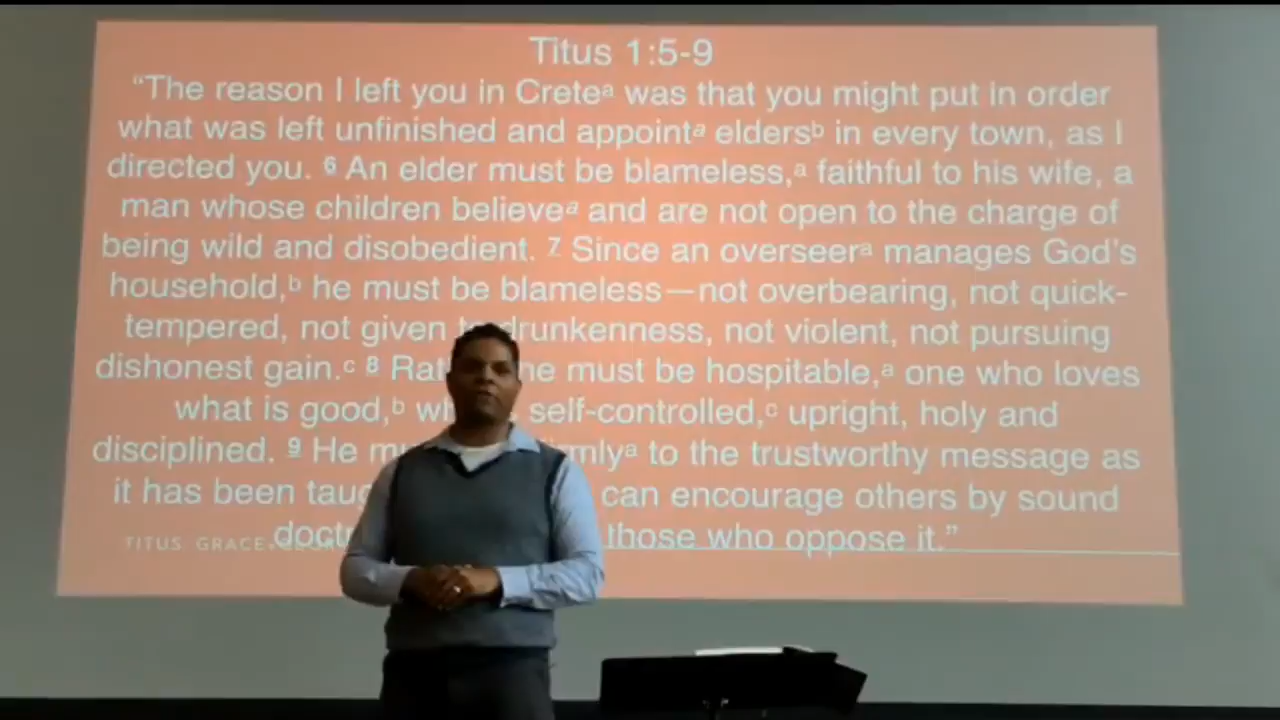 Titus 1:5-9
“The reason I left you in Creteᵃ was that you might put in order
what was left unfinished and appointᵃ eldersᵇ in every town, as I
directed you. 6 An elder must be blameless,ᵃ faithful to his wife, a
man whose children believeᵃ and are not open to the charge of
being wild and disobedient. 7 Since an overseerᵃ manages God's
household,ᵇ he must be blameless—not overbearing, not quick-
tempered, not given drunkenness, not violent, not pursuing
dishonest gain.ᶜ 8 must be hospitable,ᵃ one who loves
what is good,ᵇ self-controlled,ᶜ upright, holy and
disciplined. 9 He to the trustworthy message as
it has been can encourage others by sound
those who oppose it.”
TITUS: GRACE